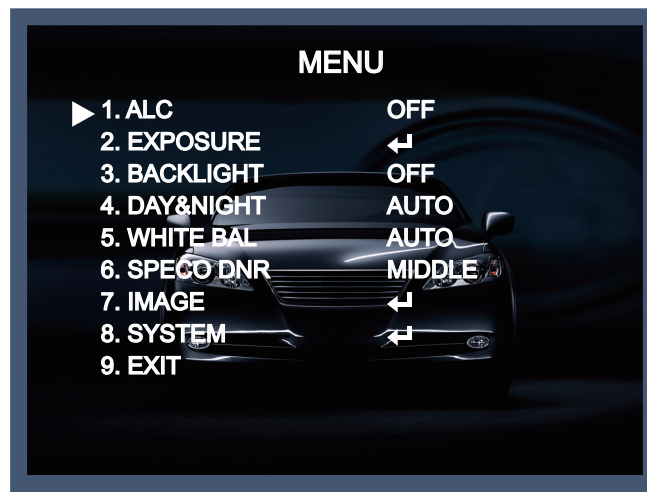 MENU
1. ALC OFF
2. EXPOSURE ↵
3. BACKLIGHT OFF
4. DAY&NIGHT AUTO
5. WHITE BAL AUTO
6. SPECO DNR MIDDLE
7. IMAGE ↵
8. SYSTEM ↵
9. EXIT